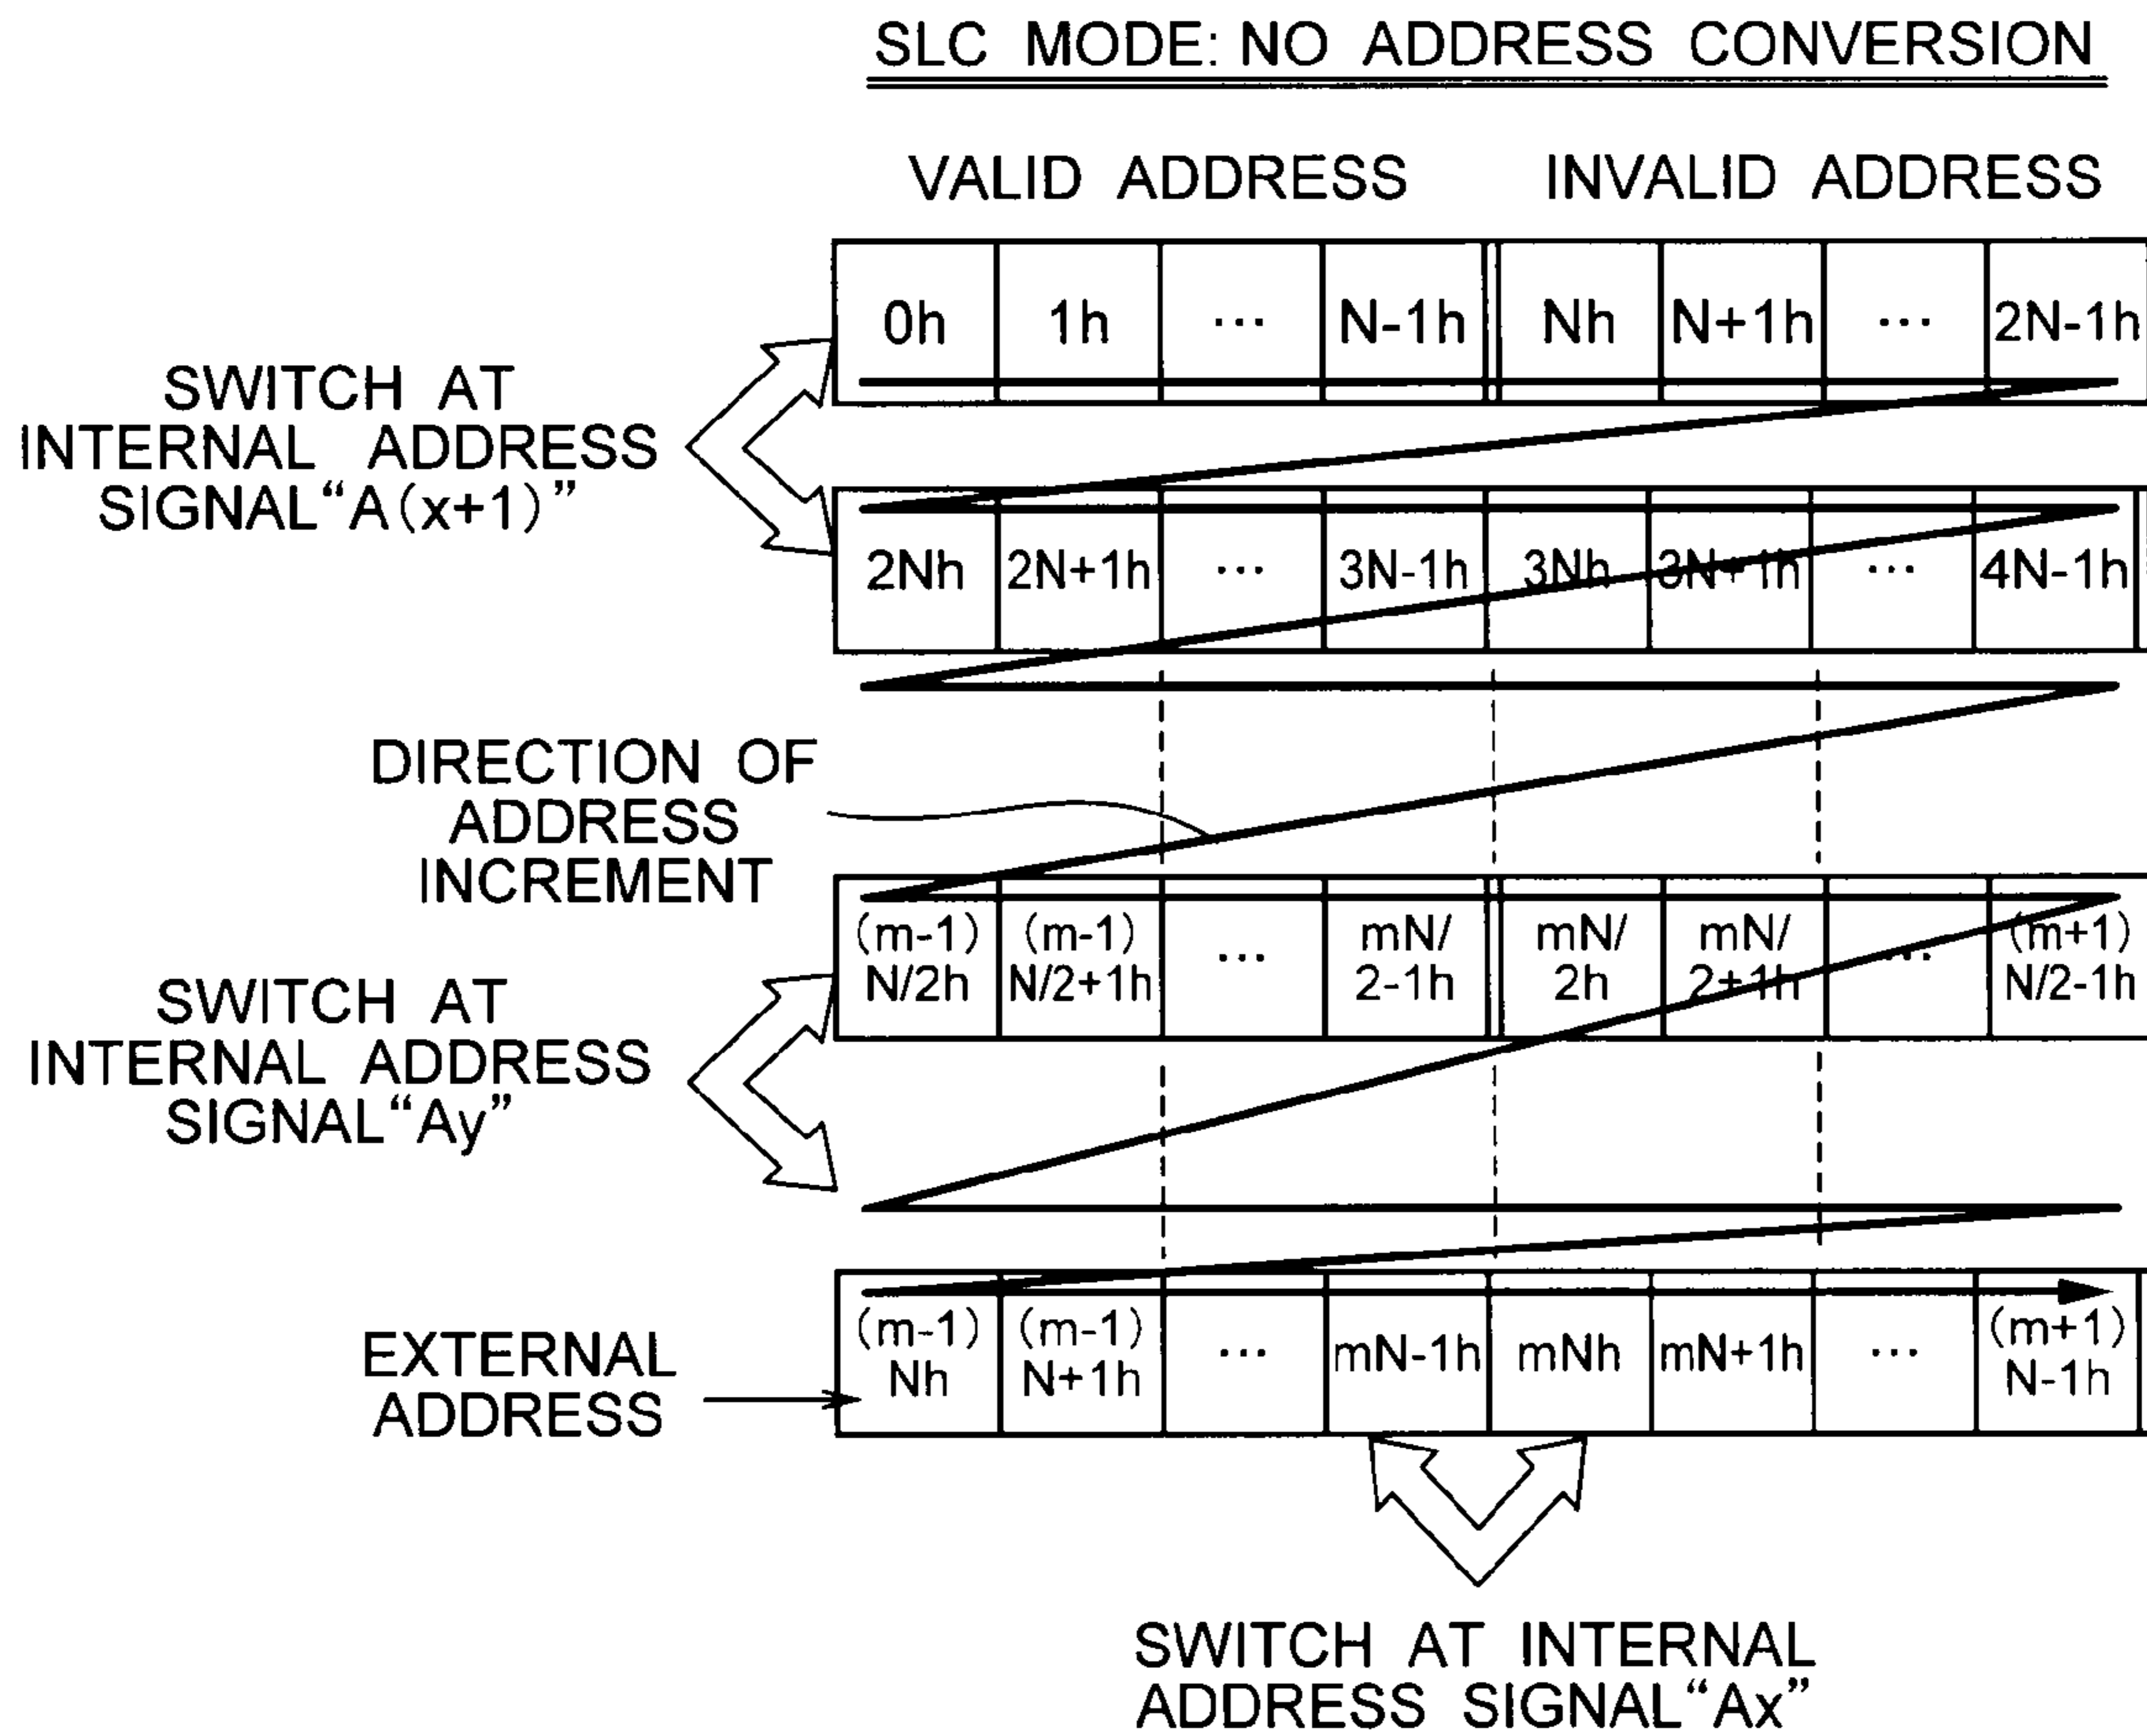 SLC MODE: NO ADDRESS CONVERSION
VALID ADDRESS INVALID ADDRESS
0h 1h ... N-1h Nh N+1h ... 2N-1h
SWITCH AT
INTERNAL ADDRESS
SIGNAL“A(x+1)”
2Nh 2N+1h ... 3N-1h 3Nh 3N+1h ... 4N-1h
DIRECTION OF
ADDRESS
INCREMENT
(m-1) (m-1) ... mN/ mN/ mN/ ... (m+1)
N/2h N/2+1h 2-1h 2h 2+1h N/2-1h
SWITCH AT
INTERNAL ADDRESS
SIGNAL“Ay”
(m-1) (m-1) ... mN-1h mNh mN+1h ... (m+1)
Nh N+1h N-1h
EXTERNAL
ADDRESS
SWITCH AT INTERNAL
ADDRESS SIGNAL“Ax”